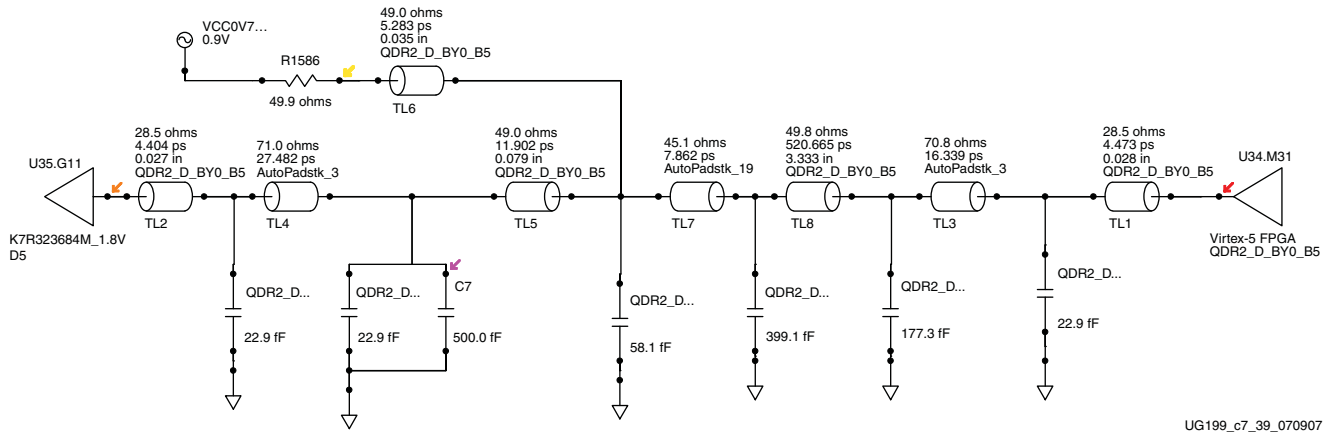 VCC0V7...
0.9V
R1586
49.9 ohms
49.0 ohms
5.283 ps
0.035 in
QDR2_D_BY0_B5
TL6
U35.G11
K7R323684M_1.8V
D5
28.5 ohms
4.404 ps
0.027 in
QDR2_D_BY0_B5
TL2
71.0 ohms
27.482 ps
AutoPadstk_3
TL4
49.0 ohms
11.902 ps
0.079 in
QDR2_D_BY0_B5
TL5
45.1 ohms
7.862 ps
AutoPadstk_19
TL7
49.8 ohms
520.665 ps
3.333 in
QDR2_D_BY0_B5
TL8
70.8 ohms
16.339 ps
AutoPadstk_3
TL3
28.5 ohms
4.473 ps
0.028 in
QDR2_D_BY0_B5
TL1
U34.M31
Virtex-5 FPGA
QDR2_D_BY0_B5
QDR2_D...
22.9 fF
QDR2_D...
22.9 fF
C7
500.0 fF
58.1 fF
QDR2_D...
QDR2_D...
399.1 fF
QDR2_D...
177.3 fF
QDR2_D...
22.9 fF
UG199_c7_39_070907